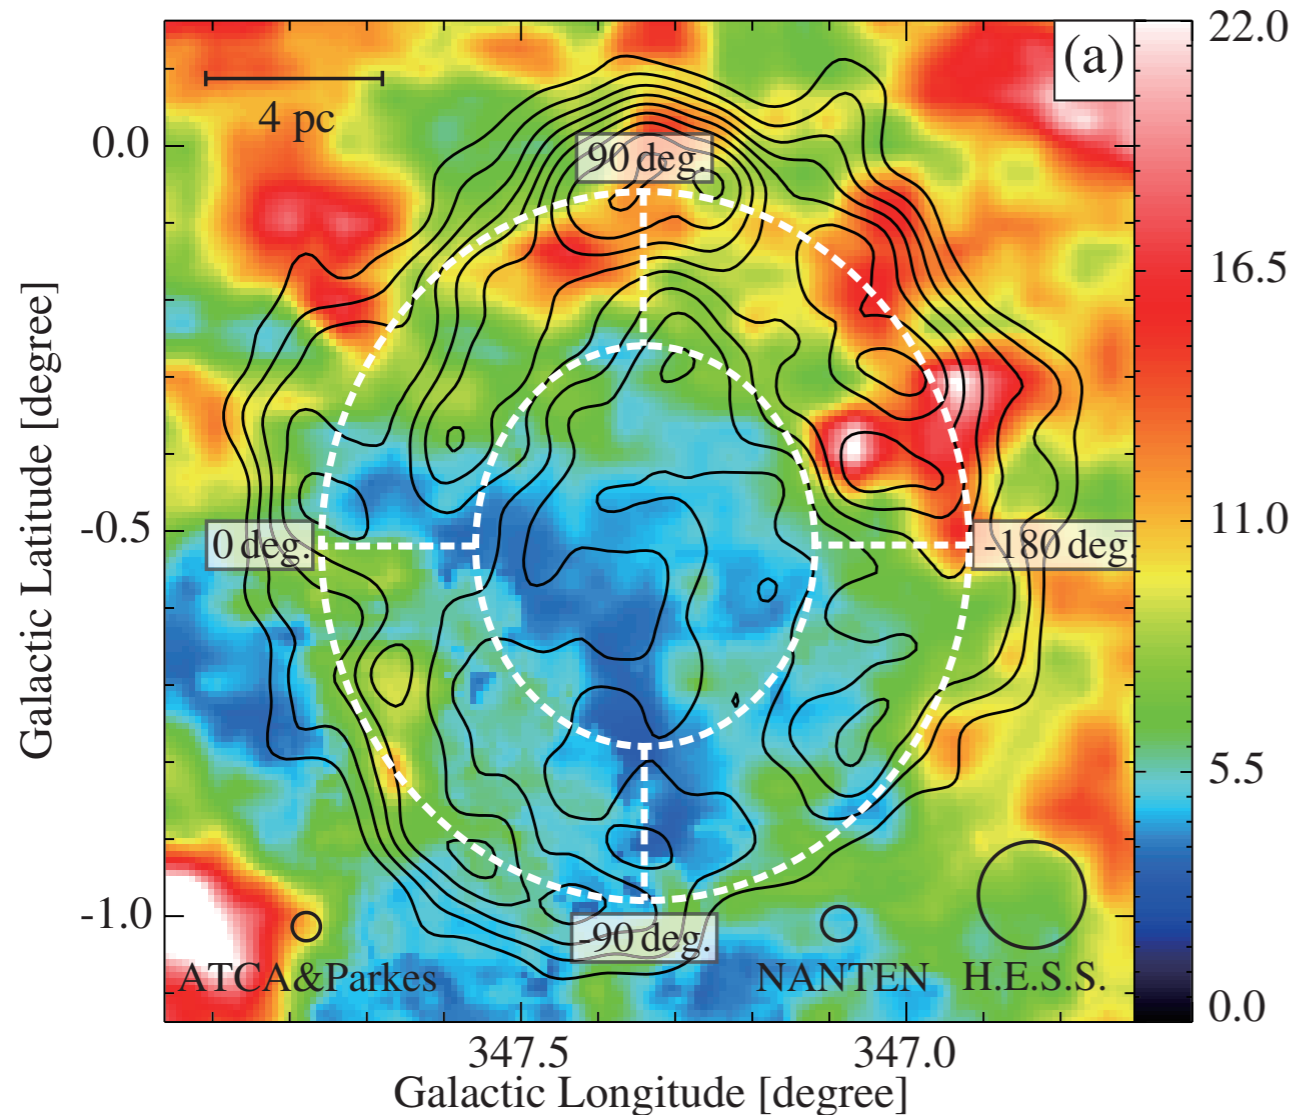 (a)
22.0
4 pc
0.0
90 deg.
16.5
Galactic Latitude [degree]
-0.5
0 deg.
-180 deg.
11.0
5.5
-1.0
-90 deg.
ATCA&Parkes
NANTEN
H.E.S.S.
0.0
347.5
347.0
Galactic Longitude [degree]